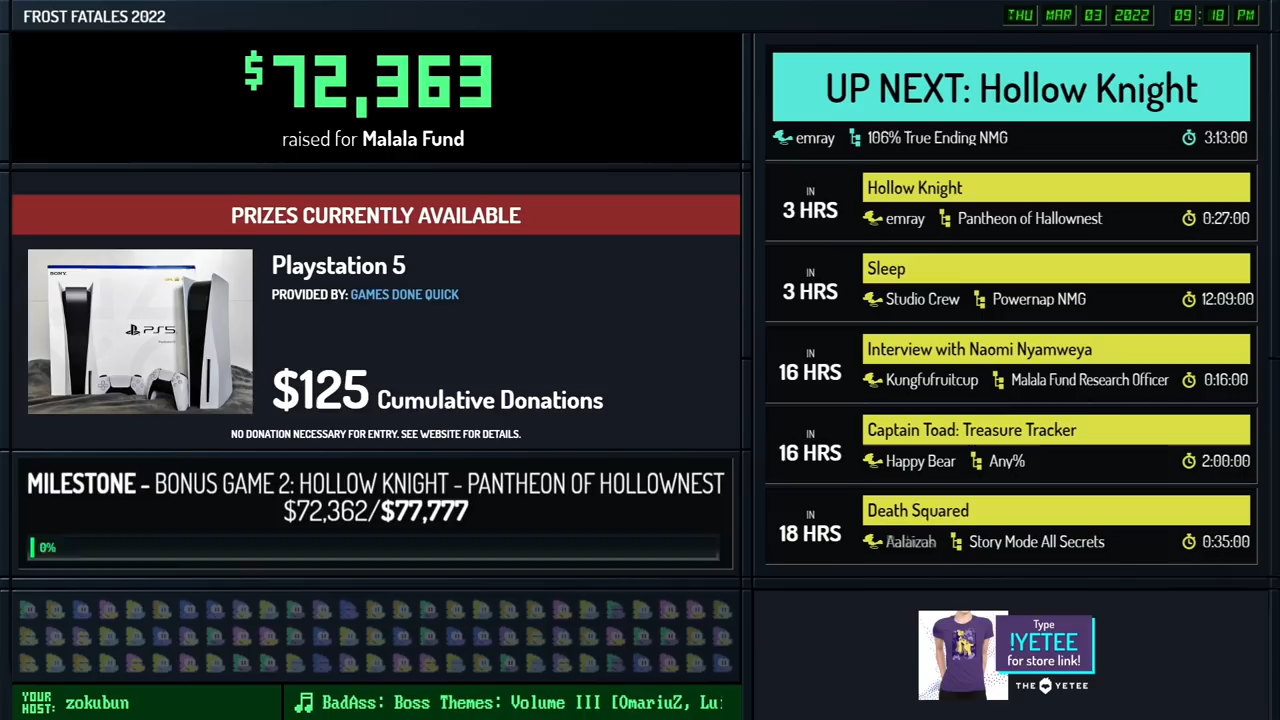 FROST FATALES 2022
THU MAR 03 2022 09:18 PM
$72,363
raised for Malala Fund
PRIZES CURRENTLY AVAILABLE
SONY
PS5
Playstation 5
PROVIDED BY: GAMES DONE QUICK
$125 Cumulative Donations
NO DONATION NECESSARY FOR ENTRY. SEE WEBSITE FOR DETAILS.
MILESTONE - BONUS GAME 2: HOLLOW KNIGHT - PANTHEON OF HOLLOWNEST
$72,362/$77,777
0%
YOUR HOST: zokubun
BadAss: Boss Themes: Volume III [OmariuZ, Lui
UP NEXT: Hollow Knight
emray 106% True Ending NMG 3:13:00
IN 3 HRS
Hollow Knight
emray Pantheon of Hallownest 0:27:00
IN 3 HRS
Sleep
Studio Crew Powernap NMG 12:09:00
IN 16 HRS
Interview with Naomi Nyamweya
Kungfufruitcup Malala Fund Research Officer 0:16:00
IN 16 HRS
Captain Toad: Treasure Tracker
Happy Bear Any% 2:00:00
IN 18 HRS
Death Squared
Story Mode All Secrets 0:35:00
Type
!YETEE
for store link!
THE YETEE